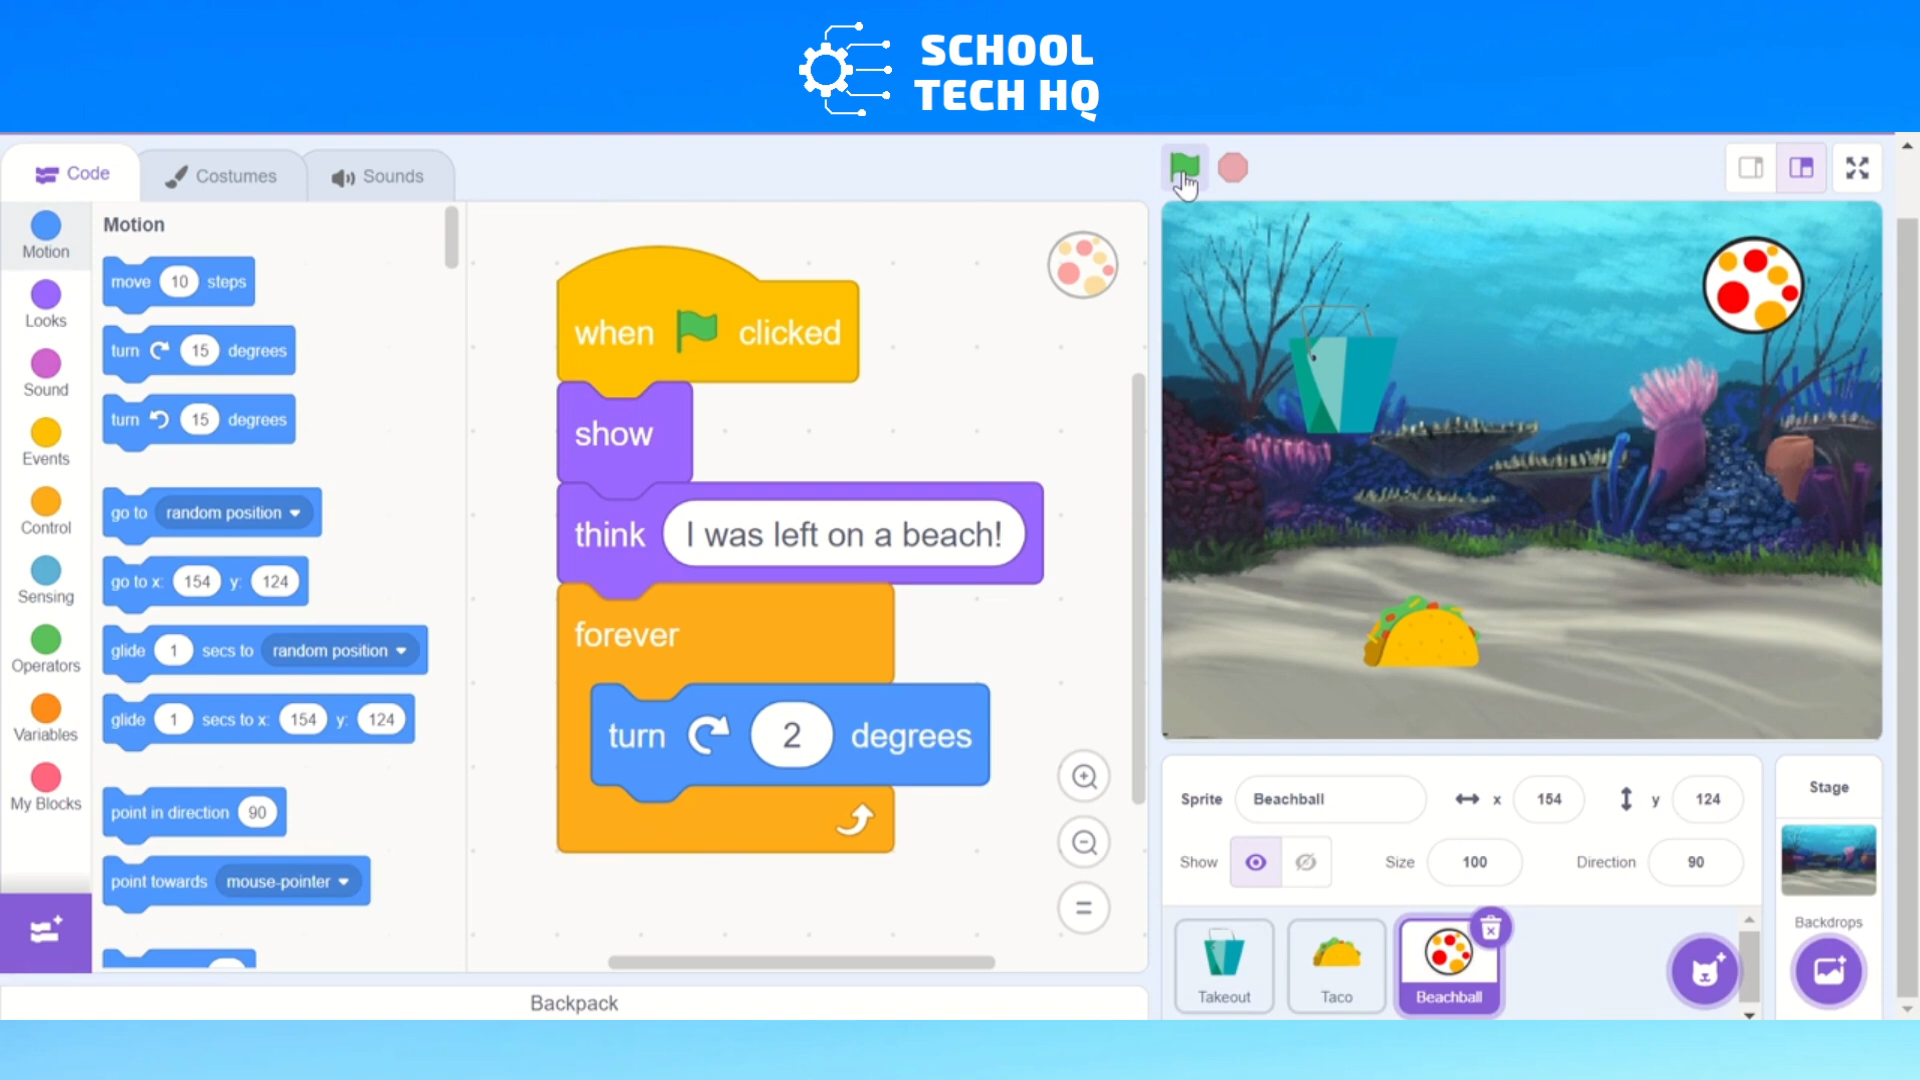 SCHOOL
TECH HQ
Code
Costumes
Sounds
Motion
Looks
Sound
Events
Control
Sensing
Operators
Variables
My Blocks
Motion
move 10 steps
turn 15 degrees
turn 15 degrees
go to random position
go to x: 154 y: 124
glide 1 secs to random position
glide 1 secs to x: 154 y: 124
point in direction 90
point towards mouse-pointer
when clicked
show
think I was left on a beach!
forever
turn 2 degrees
Backpack
Sprite Beachball x 154 y 124
Show Size 100 Direction 90
Takeout
Taco
Beachball
Stage
Backdrops